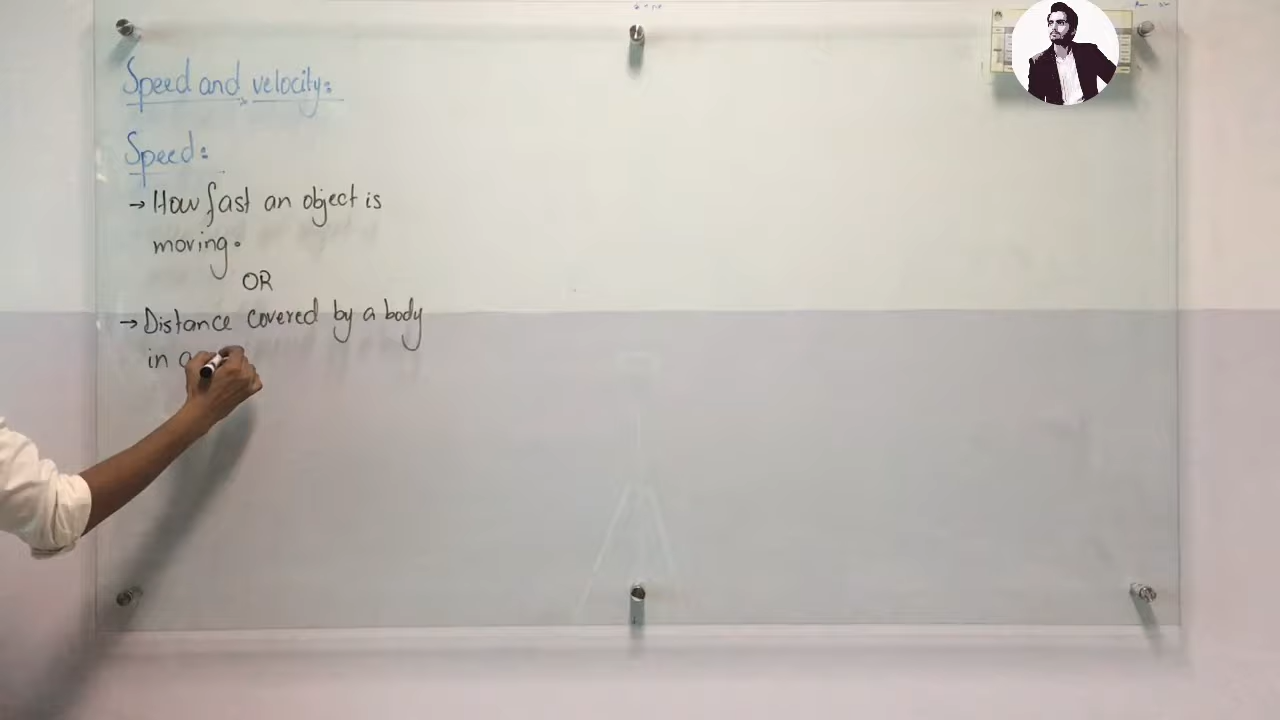 Speed and velocity:
Speed:
→ How fast an object is
moving.
OR
→ Distance covered by a body
in a